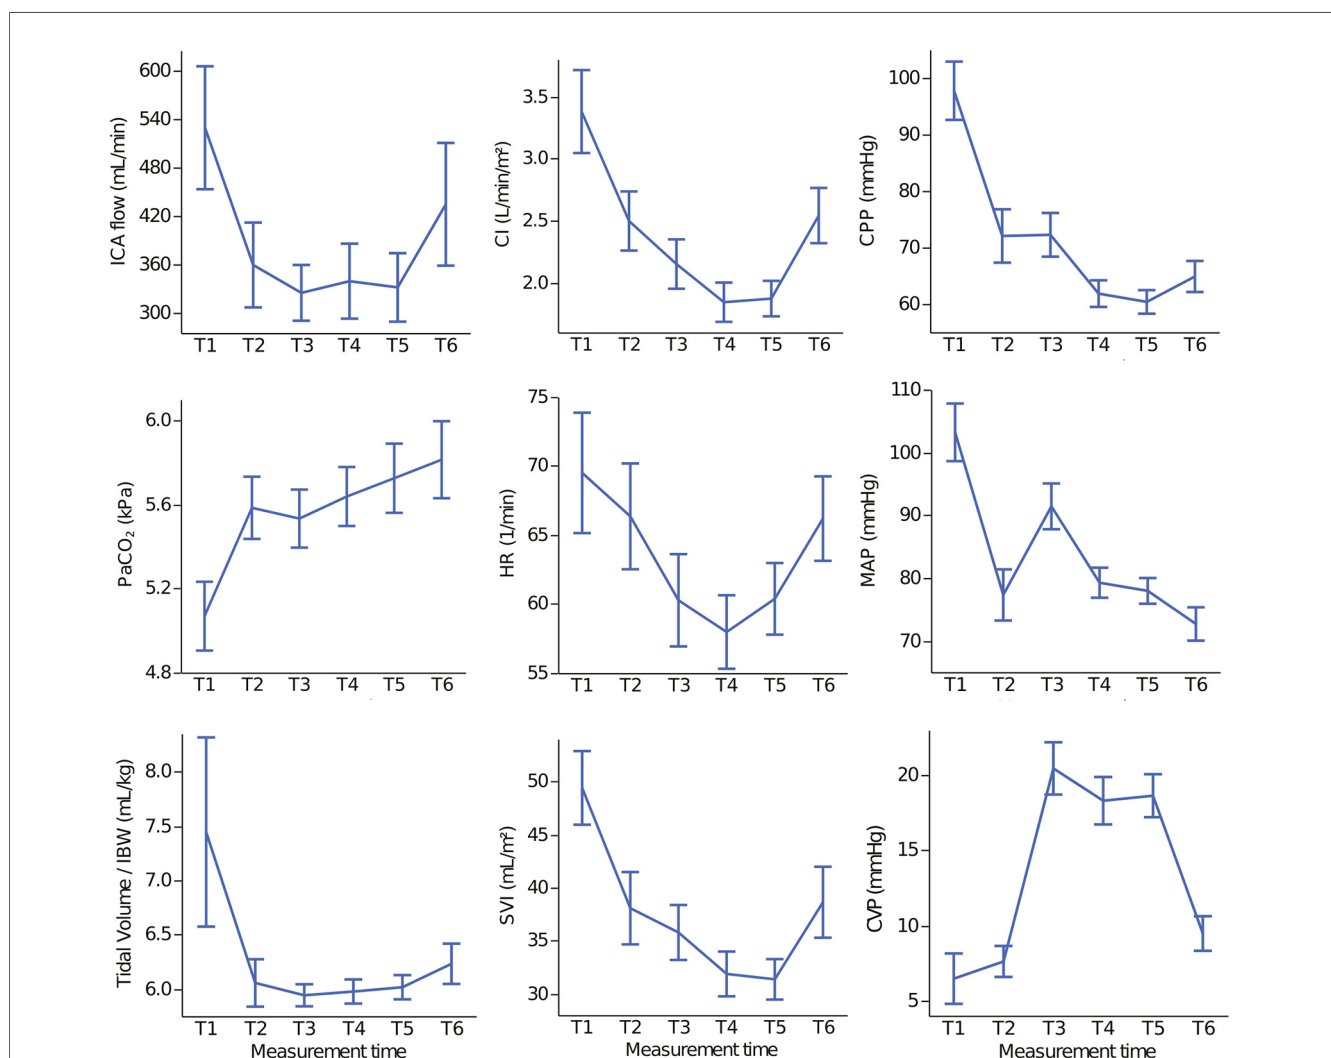 ICA flow (mL/min)
600
540
480
420
360
300
T1 T2 T3 T4 T5 T6
CI (L/min/m²)
3.5
3.0
2.5
2.0
T1 T2 T3 T4 T5 T6
CPP (mmHg)
100
90
80
70
60
T1 T2 T3 T4 T5 T6
PaCO₂ (kPa)
6.0
5.6
5.2
4.8
T1 T2 T3 T4 T5 T6
HR (1/min)
75
70
65
60
55
T1 T2 T3 T4 T5 T6
MAP (mmHg)
110
100
90
80
70
T1 T2 T3 T4 T5 T6
Tidal Volume / IBW (mL/kg)
8.0
7.5
7.0
6.5
6.0
T1 T2 T3 T4 T5 T6
Measurement time
SVI (mL/m²)
50
45
40
35
30
T1 T2 T3 T4 T5 T6
Measurement time
CVP (mmHg)
20
15
10
5
T1 T2 T3 T4 T5 T6
Measurement time